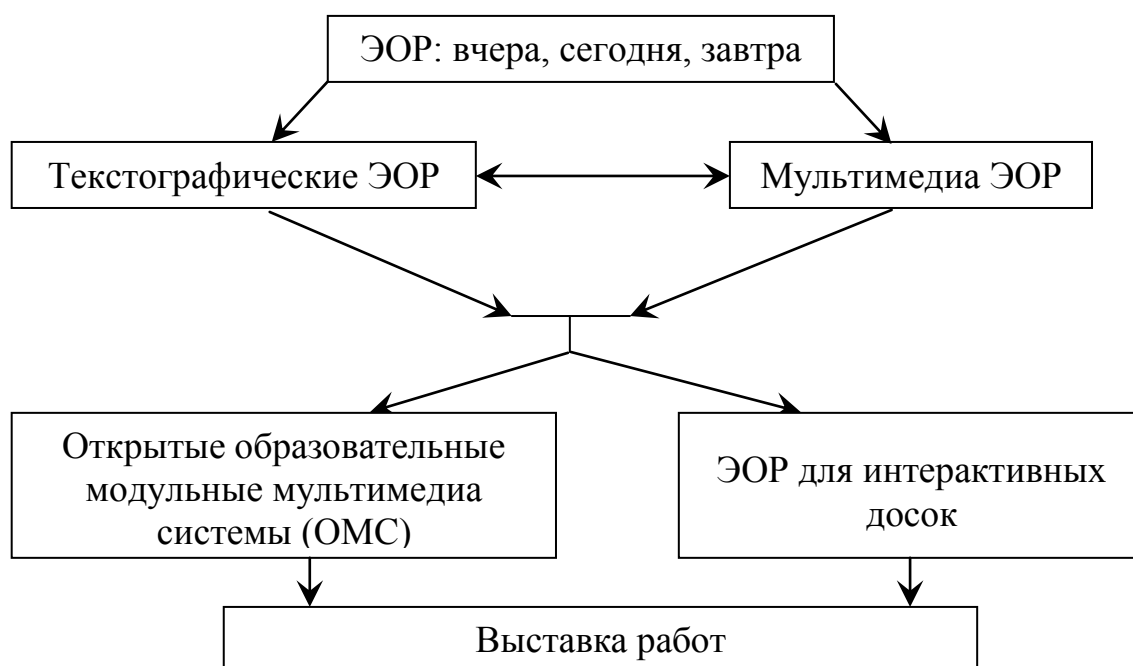 ЭОР: вчера, сегодня, завтра
Текстографические ЭОР
Мультимедиа ЭОР
Открытые образовательные
модульные мультимедиа
системы (ОМС)
ЭОР для интерактивных
досок
Выставка работ